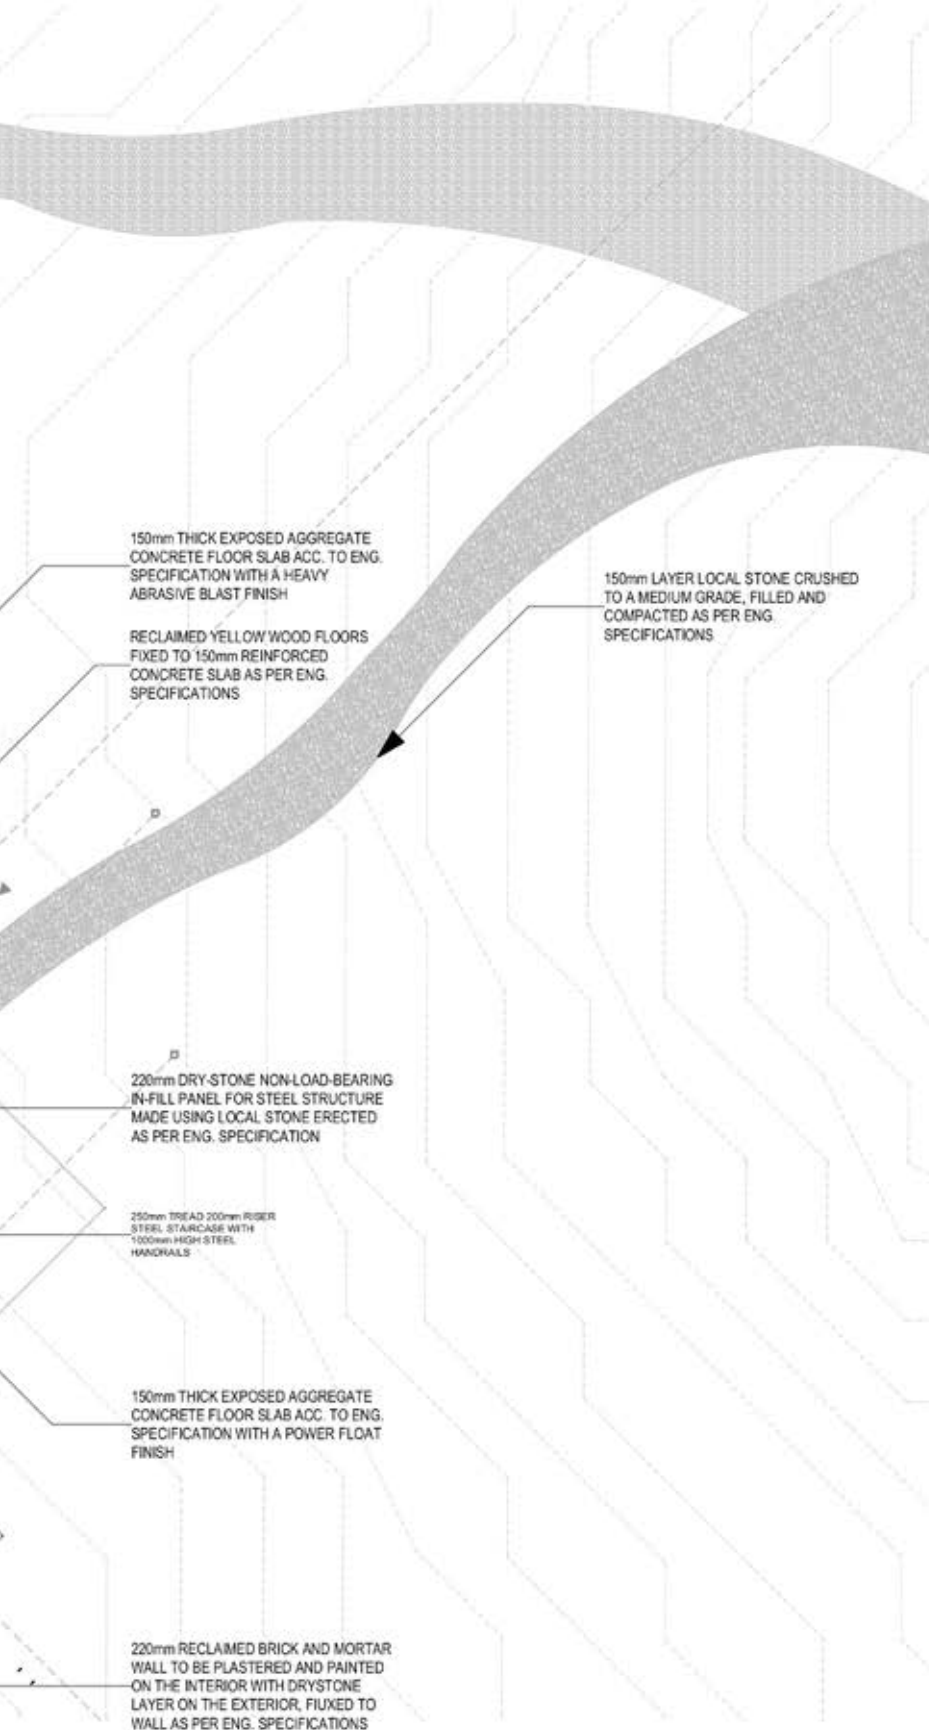 150mm THICK EXPOSED AGGREGATE
CONCRETE FLOOR SLAB ACC. TO ENG.
SPECIFICATION WITH A HEAVY
ABRASIVE BLAST FINISH
RECLAIMED YELLOW WOOD FLOORS
FIXED TO 150mm REINFORCED
CONCRETE SLAB AS PER ENG.
SPECIFICATIONS
150mm LAYER LOCAL STONE CRUSHED
TO A MEDIUM GRADE, FILLED AND
COMPACTED AS PER ENG.
SPECIFICATIONS
220mm DRY-STONE NON-LOAD-BEARING
IN-FILL PANEL FOR STEEL STRUCTURE
MADE USING LOCAL STONE ERECTED
AS PER ENG. SPECIFICATION
250mm TREAD 200mm RISER
STEEL STAIRCASE WITH
1000mm HIGH STEEL
HANDRAILS
150mm THICK EXPOSED AGGREGATE
CONCRETE FLOOR SLAB ACC. TO ENG.
SPECIFICATION WITH A POWER FLOAT
FINISH
220mm RECLAIMED BRICK AND MORTAR
WALL TO BE PLASTERED AND PAINTED
ON THE INTERIOR WITH DRYSTONE
LAYER ON THE EXTERIOR, FIUXED TO
WALL AS PER ENG. SPECIFICATIONS